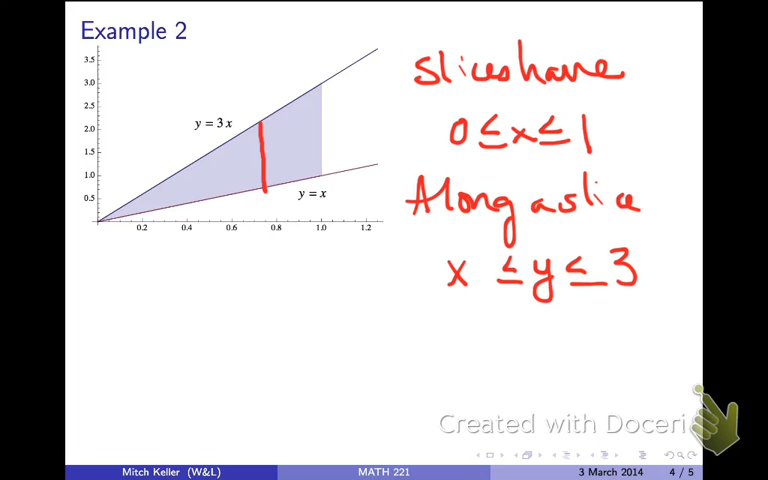 Example 2
3.5
3.0
2.5
2.0
1.5
1.0
0.5
y = 3 x
y = x
0.2 0.4 0.6 0.8 1.0 1.2
Slices have
0 ≤ x ≤ 1
Along a slice
x ≤ y ≤ 3
Created with Doceri
Mitch Keller (W&L) MATH 221 3 March 2014 4 / 5